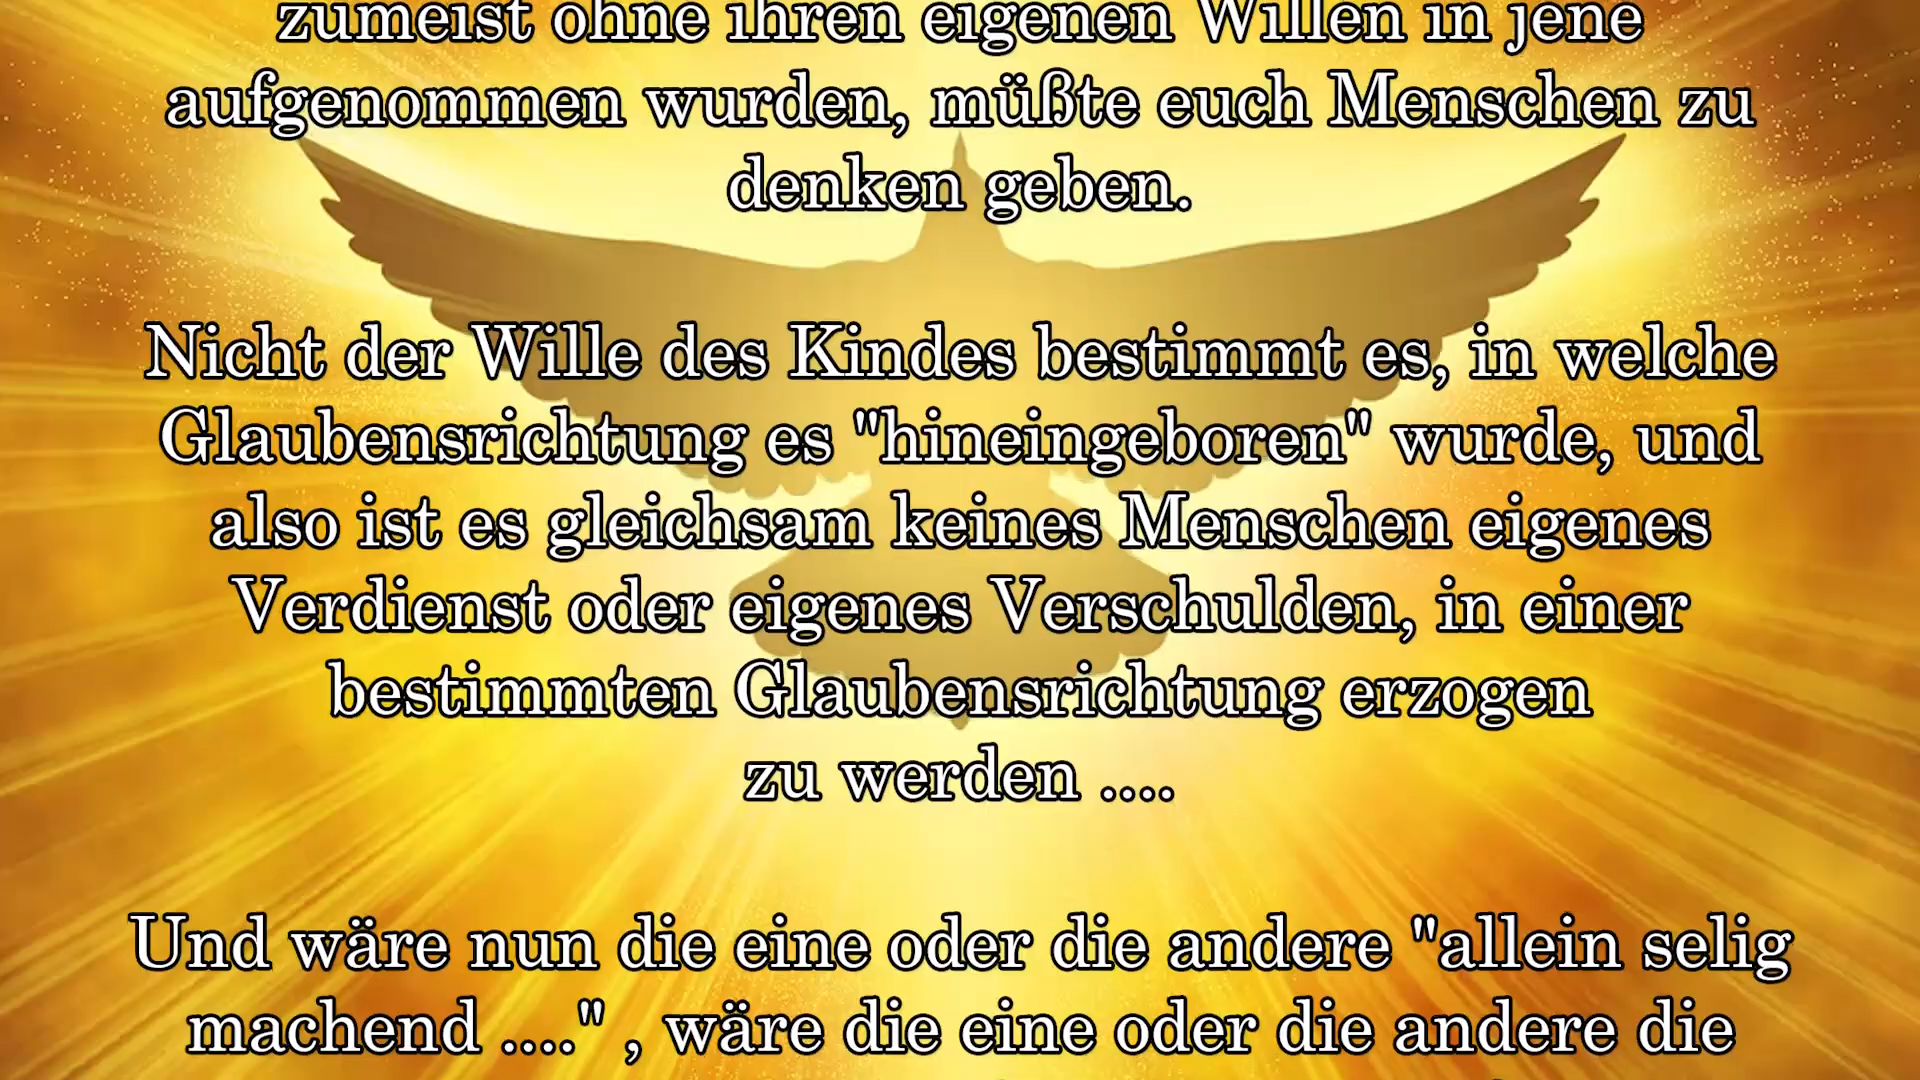 zumeist ohne ihren eigenen Willen in jene
aufgenommen wurden, müßte euch Menschen zu
denken geben.
Nicht der Wille des Kindes bestimmt es, in welche
Glaubensrichtung es "hineingeboren" wurde, und
also ist es gleichsam keines Menschen eigenes
Verdienst oder eigenes Verschulden, in einer
bestimmten Glaubensrichtung erzogen
zu werden ....
Und wäre nun die eine oder die andere "allein selig
machend ...." , wäre die eine oder die andere die